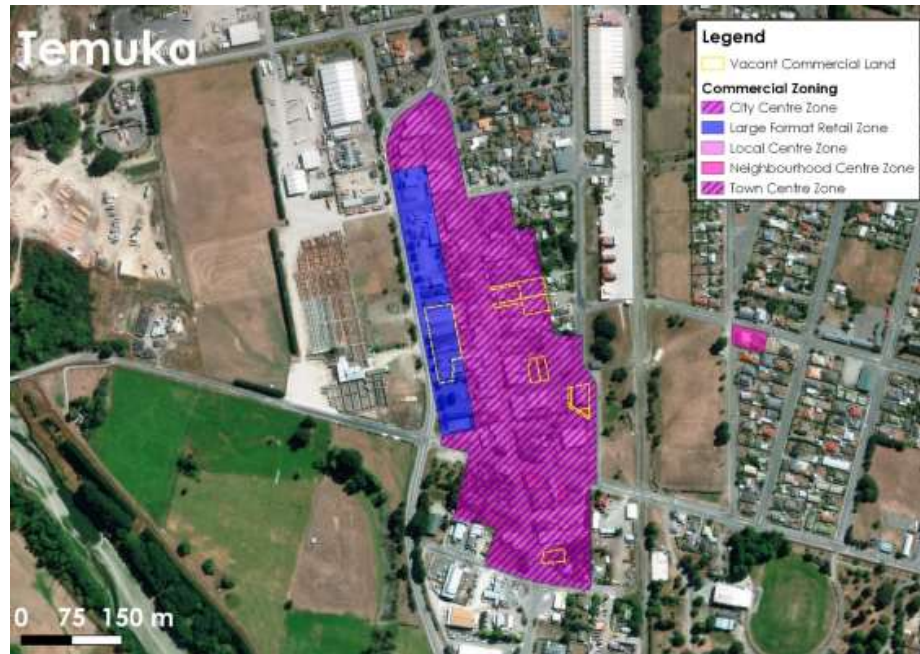 Temuka
Legend
Vacant Commercial Land
Commercial Zoning
City Centre Zone
Large Format Retail Zone
Local Centre Zone
Neighbourhood Centre Zone
Town Centre Zone
0 75 150 m